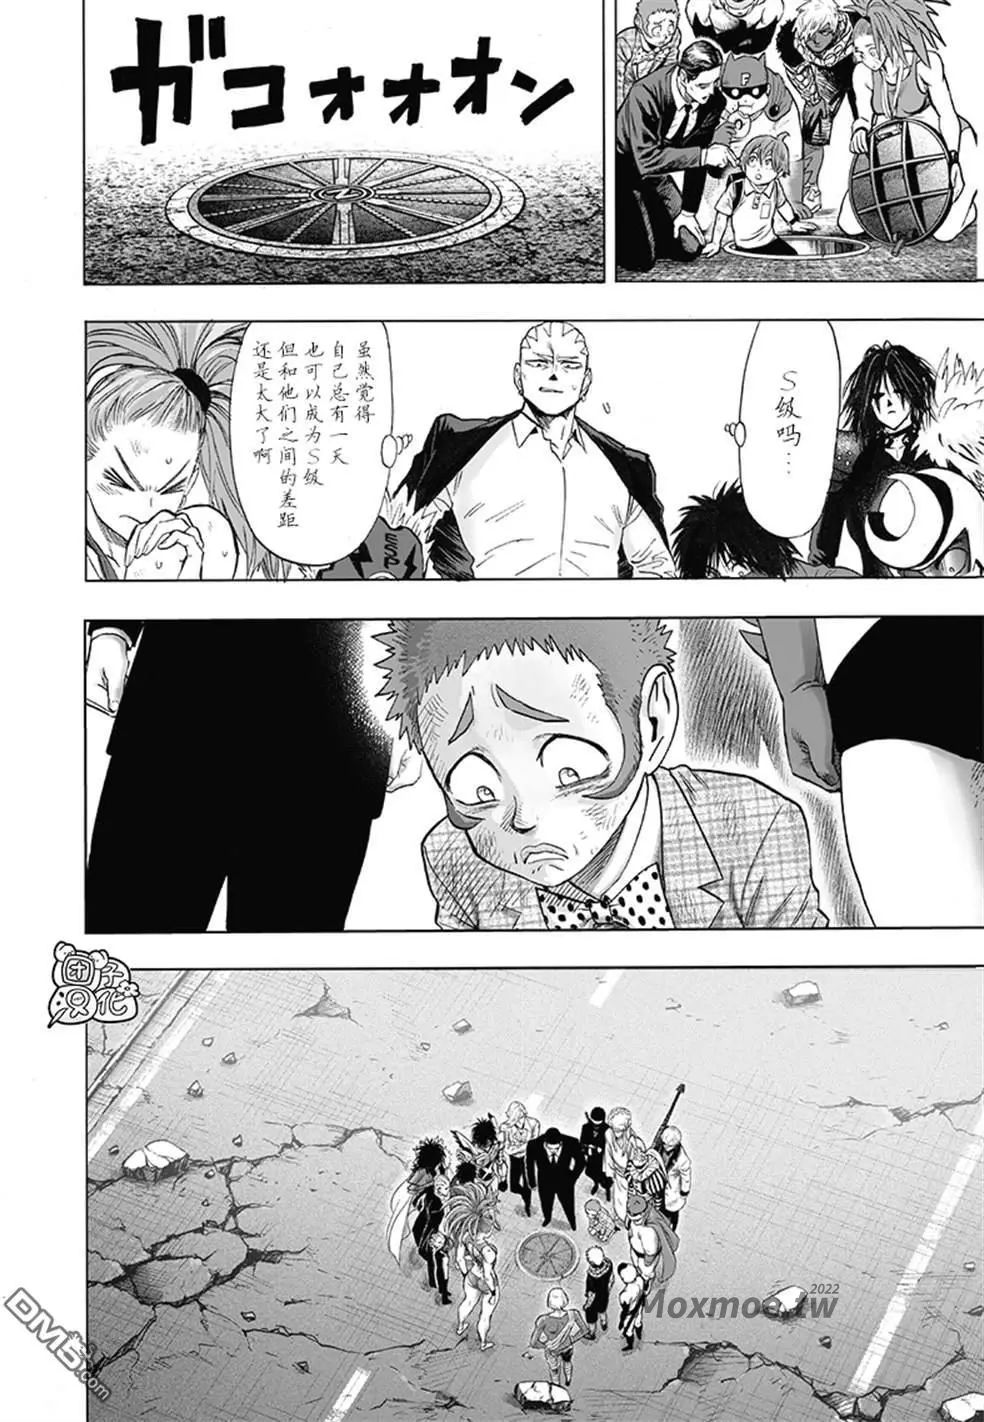 F
ガコォォオン
S级吗…
虽然觉得
自己总有一天
也可以成为S级
但和他们之间的差距
还是太大了啊
ESP
团子
汉化
2022
Moxmoe.tw
DM5.com